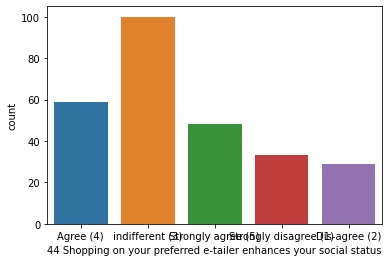 100
80
60
40
20
0
count
Agree (4) indifferent (3) Strongly agree (5) Strongly disagree (1) Dis-agree (2)
44 Shopping on your preferred e-tailer enhances your social status